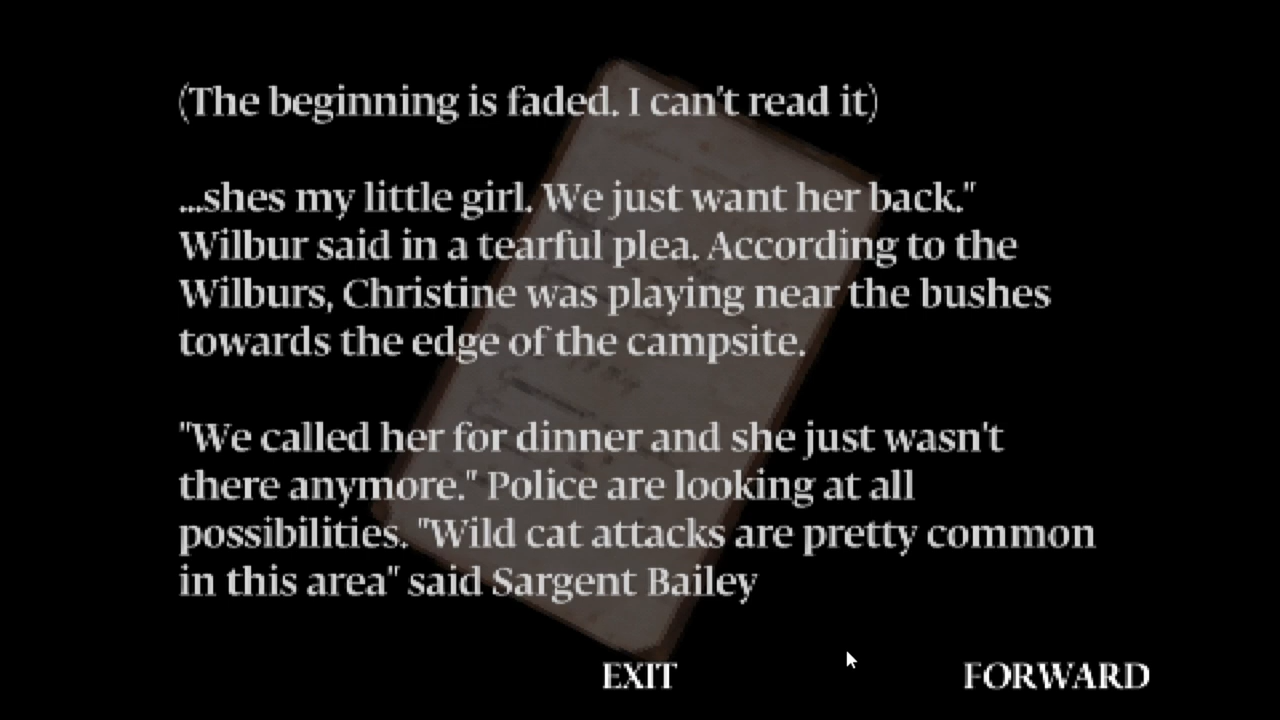 (The beginning is faded. I can't read it)
...shes my little girl. We just want her back."
Wilbur said in a tearful plea. According to the
Wilburs, Christine was playing near the bushes
towards the edge of the campsite.
"We called her for dinner and she just wasn't
there anymore." Police are looking at all
possibilities. "Wild cat attacks are pretty common
in this area" said Sargent Bailey
EXIT
FORWARD